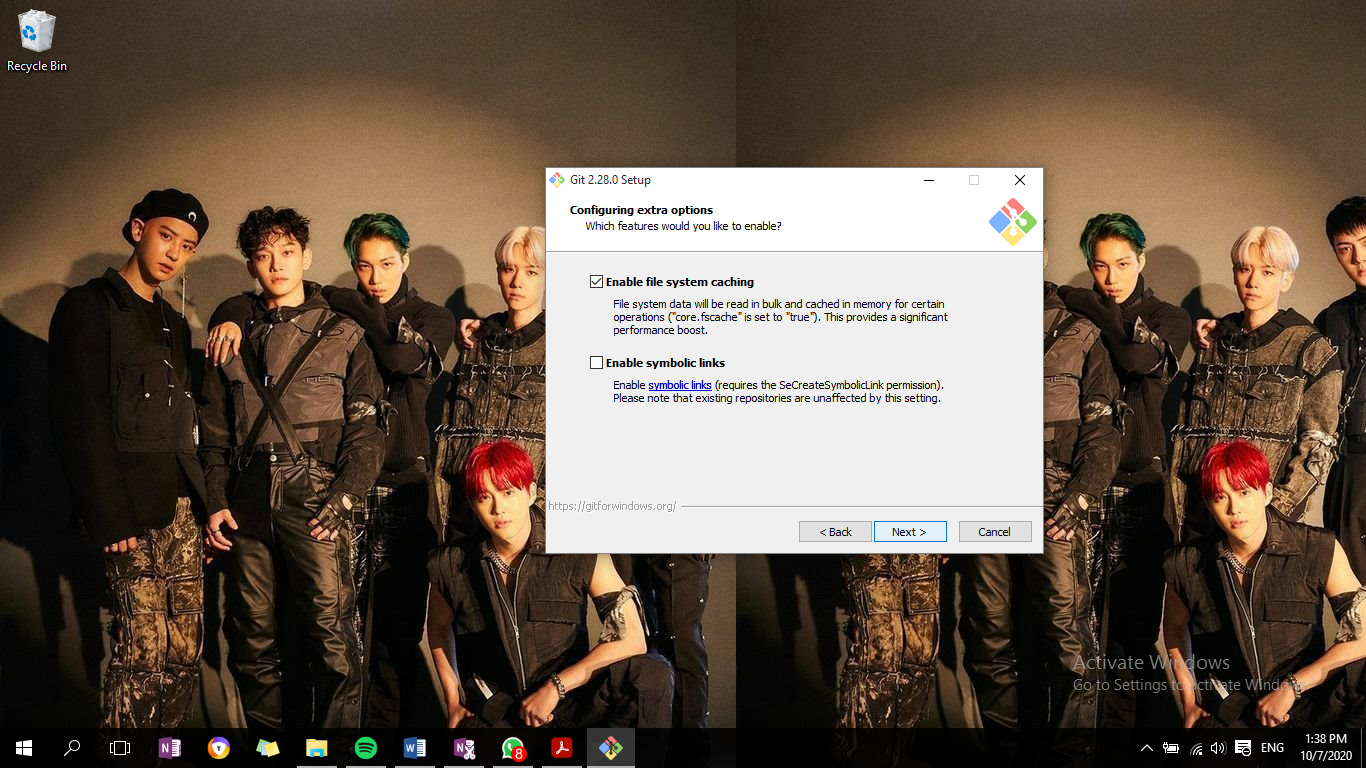 Recycle Bin
Git 2.28.0 Setup
Configuring extra options
Which features would you like to enable?
Enable file system caching
File system data will be read in bulk and cached in memory for certain
operations ("core.fscache" is set to "true"). This provides a significant
performance boost.
Enable symbolic links
Enable symbolic links (requires the SeCreateSymbolicLink permission).
Please note that existing repositories are unaffected by this setting.
https://gitforwindows.org/
< Back
Next >
Cancel
Activate Windows
Go to Settings to activate Windows.
8
ENG
1:38 PM
10/7/2020